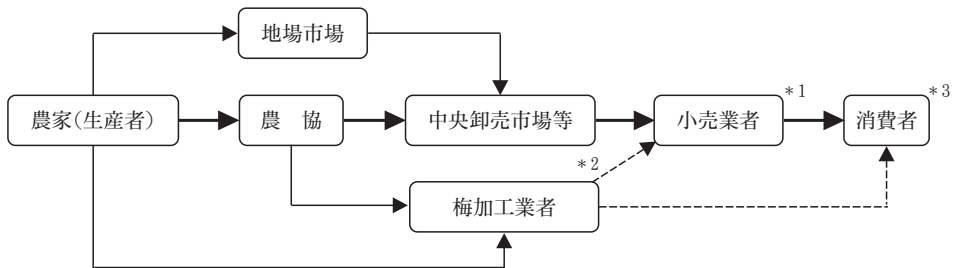 地場市場
農家(生産者)
農　協
中央卸売市場等
小売業者
*1
消費者
*3
*2
梅加工業者